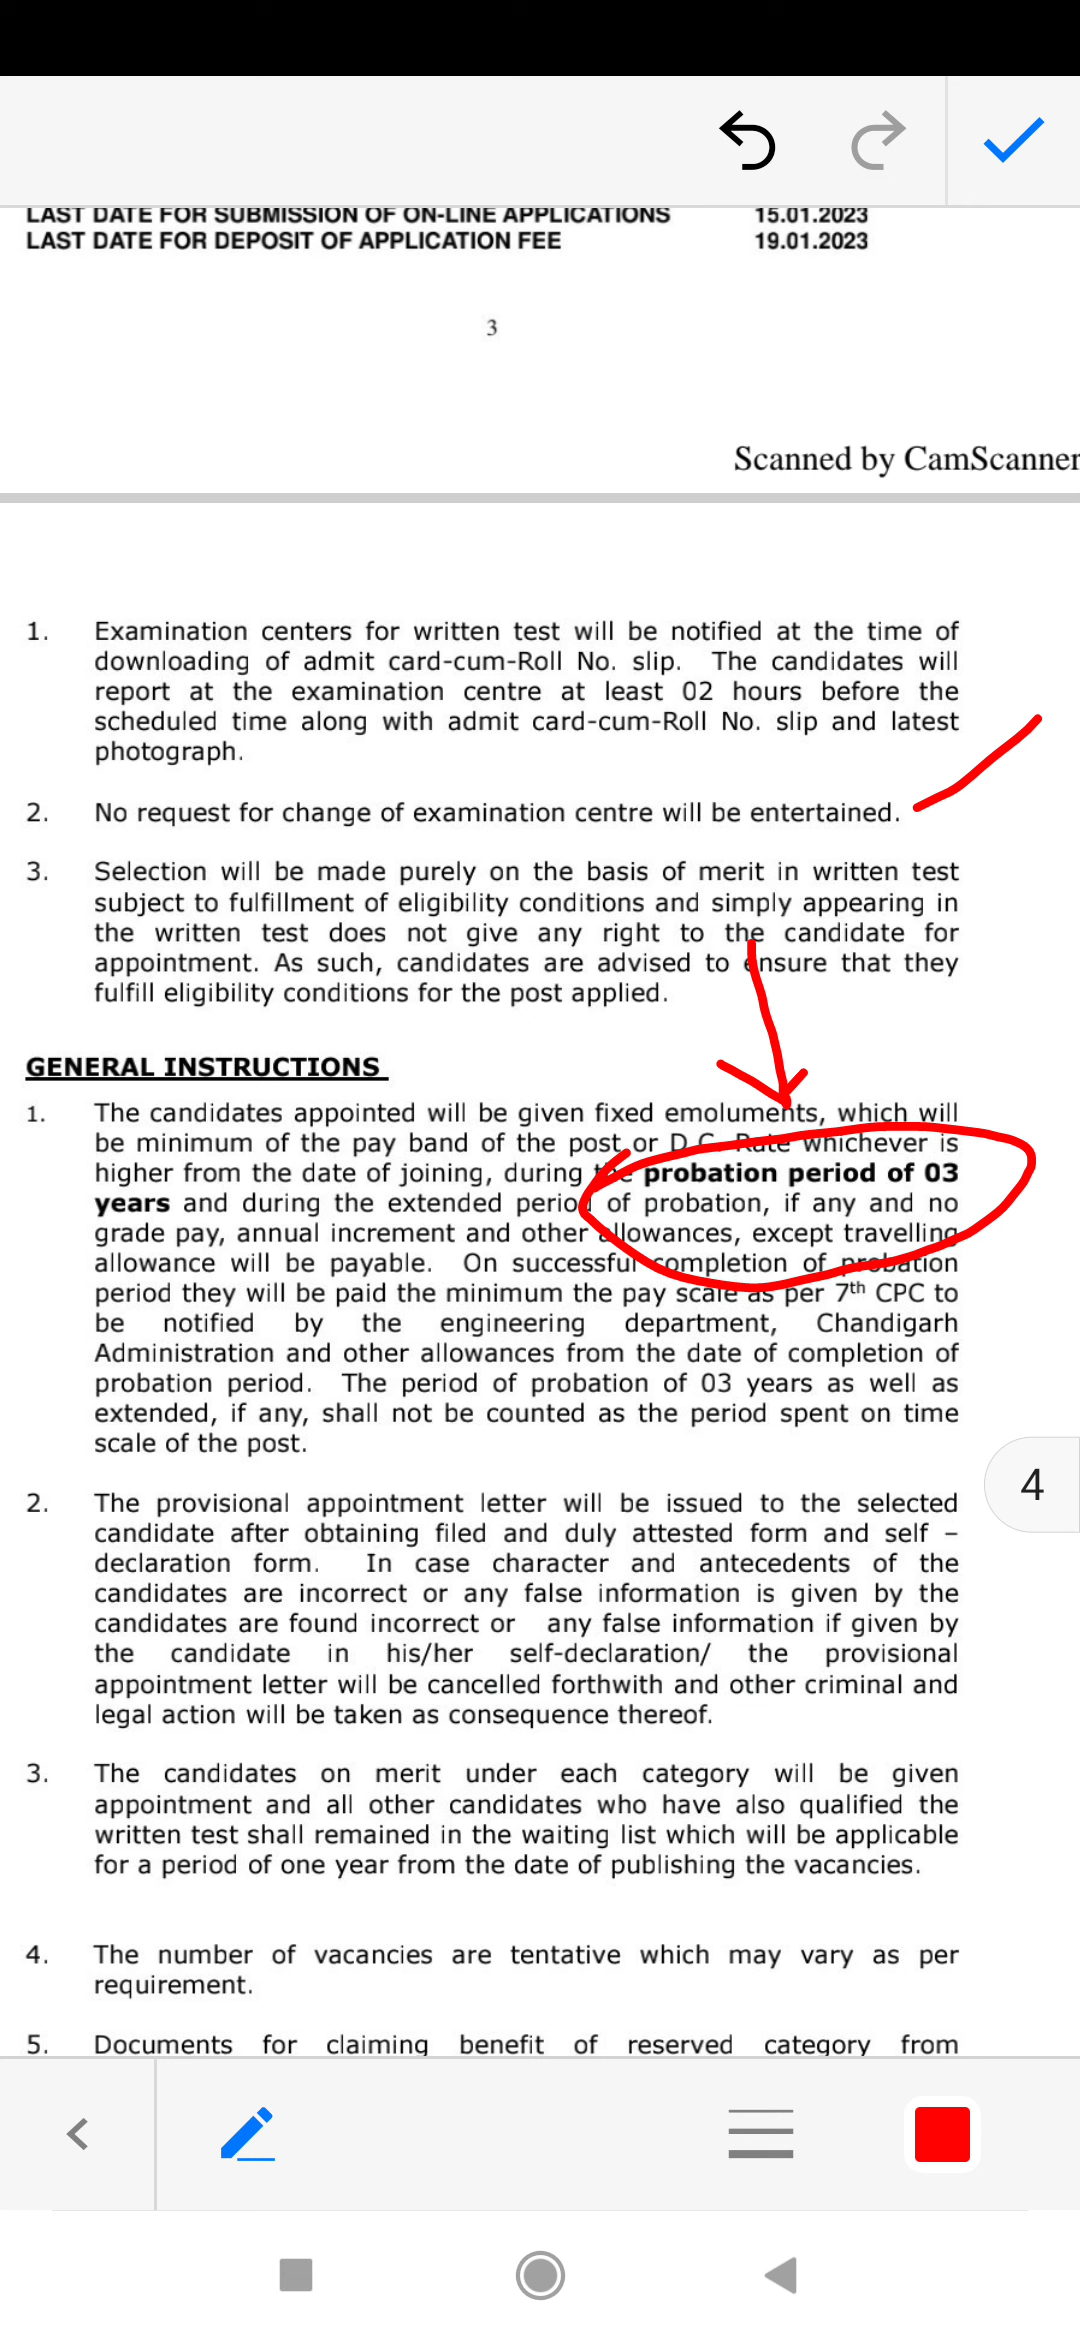 LAST DATE FOR SUBMISSION OF ON-LINE APPLICATIONS 15.01.2023
LAST DATE FOR DEPOSIT OF APPLICATION FEE 19.01.2023
3
Scanned by CamScanner
1. Examination centers for written test will be notified at the time of
downloading of admit card-cum-Roll No. slip. The candidates will
report at the examination centre at least 02 hours before the
scheduled time along with admit card-cum-Roll No. slip and latest
photograph.
2. No request for change of examination centre will be entertained.
3. Selection will be made purely on the basis of merit in written test
subject to fulfillment of eligibility conditions and simply appearing in
the written test does not give any right to the candidate for
appointment. As such, candidates are advised to ensure that they
fulfill eligibility conditions for the post applied.
GENERAL INSTRUCTIONS
1. The candidates appointed will be given fixed emoluments, which will
be minimum of the pay band of the post or D.C. Rate whichever is
higher from the date of joining, during the probation period of 03
years and during the extended period of probation, if any and no
grade pay, annual increment and other allowances, except travelling
allowance will be payable. On successful completion of probation
period they will be paid the minimum the pay scale as per 7th CPC to
be notified by the engineering department, Chandigarh
Administration and other allowances from the date of completion of
probation period. The period of probation of 03 years as well as
extended, if any, shall not be counted as the period spent on time
scale of the post.
4
2. The provisional appointment letter will be issued to the selected
candidate after obtaining filed and duly attested form and self –
declaration form. In case character and antecedents of the
candidates are incorrect or any false information is given by the
candidates are found incorrect or any false information if given by
the candidate in his/her self-declaration/ the provisional
appointment letter will be cancelled forthwith and other criminal and
legal action will be taken as consequence thereof.
3. The candidates on merit under each category will be given
appointment and all other candidates who have also qualified the
written test shall remained in the waiting list which will be applicable
for a period of one year from the date of publishing the vacancies.
4. The number of vacancies are tentative which may vary as per
requirement.
5. Documents for claiming benefit of reserved category from